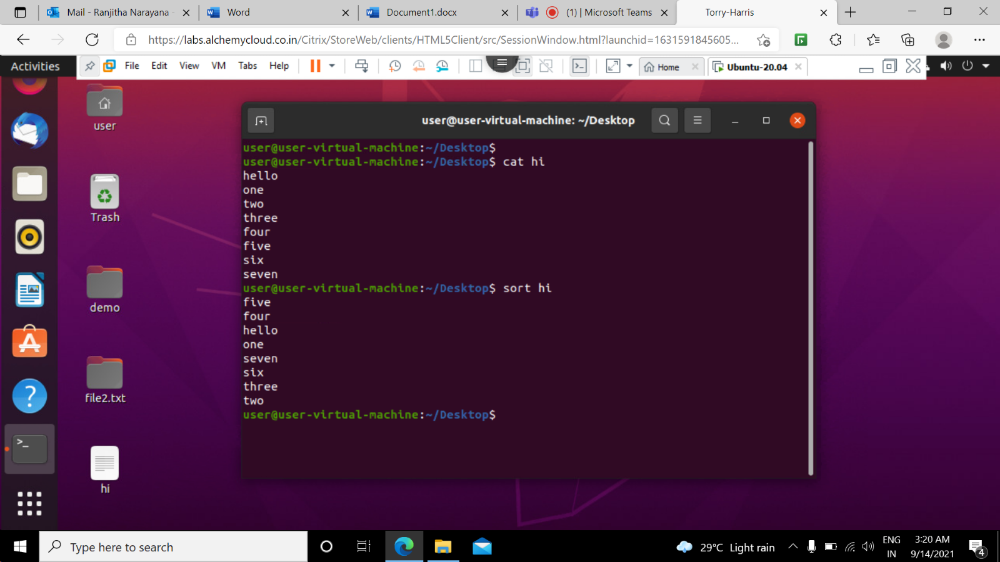 Mail - Ranjitha Narayana -
Word
Document1.docx
(1) | Microsoft Teams
Torry-Harris
https://labs.alchemycloud.co.in/Citrix/StoreWeb/clients/HTML5Client/src/SessionWindow.html?launchid=1631591845605...
Activities
File Edit View VM Tabs Help
Home
Ubuntu-20.04
user
Trash
demo
file2.txt
hi
user@user-virtual-machine: ~/Desktop
user@user-virtual-machine:~/Desktop$
user@user-virtual-machine:~/Desktop$ cat hi
hello
one
two
three
four
five
six
seven
user@user-virtual-machine:~/Desktop$ sort hi
five
four
hello
one
seven
six
three
two
user@user-virtual-machine:~/Desktop$
Type here to search
29°C Light rain
ENG
IN
3:20 AM
9/14/2021
4